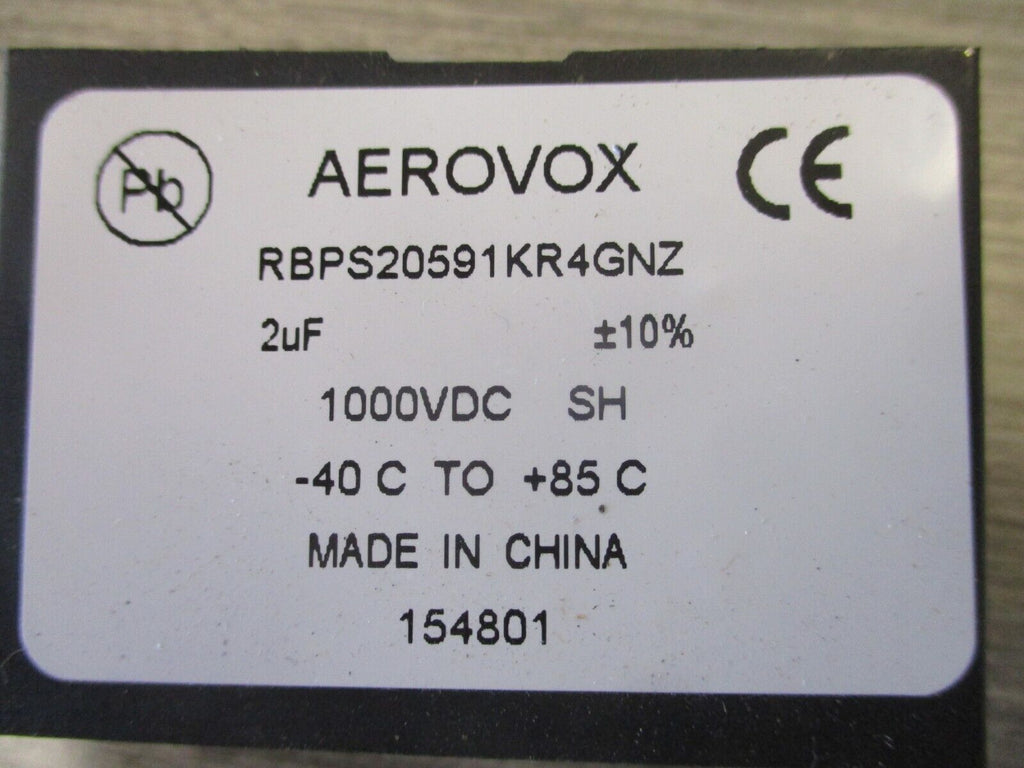 Pb AEROVOX CE
RBPS20591KR4GNZ
2uF ±10%
1000VDC SH
-40 C TO +85 C
MADE IN CHINA
154801